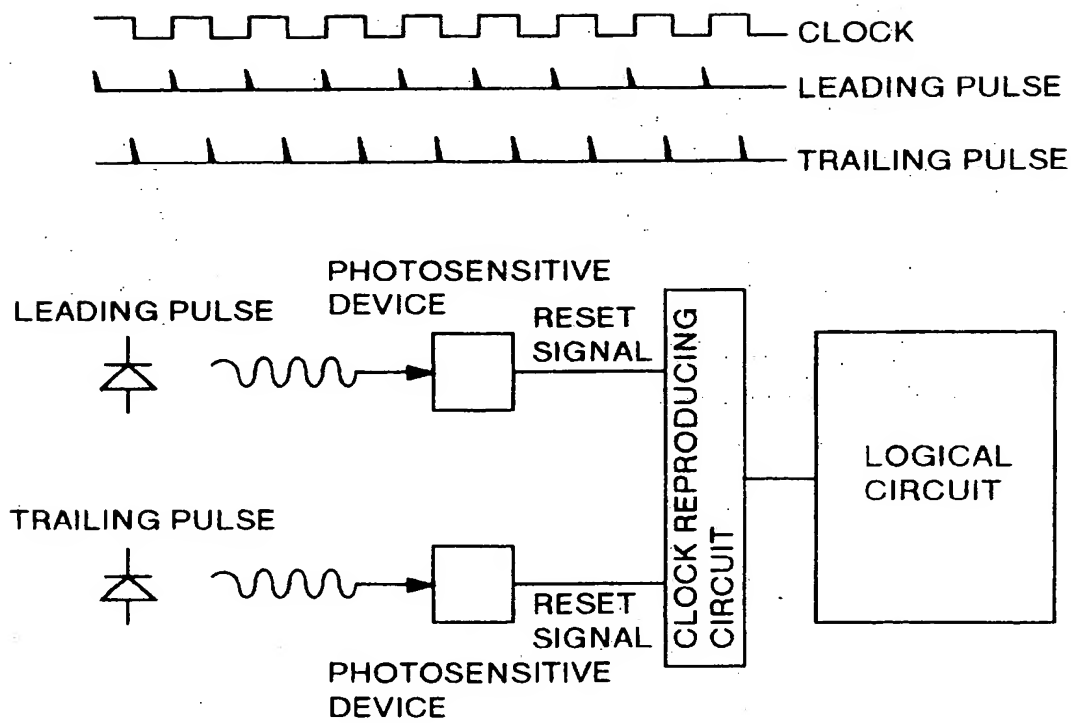 CLOCK
LEADING PULSE
TRAILING PULSE
PHOTOSENSITIVE
DEVICE
LEADING PULSE
RESET
SIGNAL
CLOCK REPRODUCING
CIRCUIT
LOGICAL
CIRCUIT
TRAILING PULSE
RESET
SIGNAL
PHOTOSENSITIVE
DEVICE